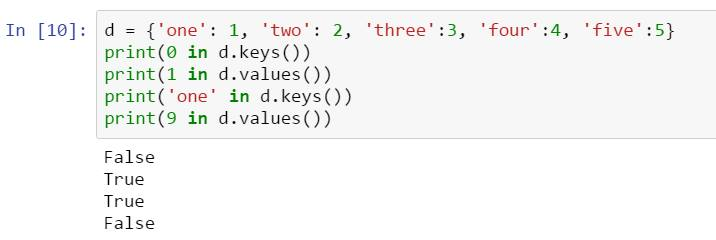 In [10]: d = {'one': 1, 'two': 2, 'three':3, 'four':4, 'five':5}
print(0 in d.keys())
print(1 in d.values())
print('one' in d.keys())
print(9 in d.values())
False
True
True
False